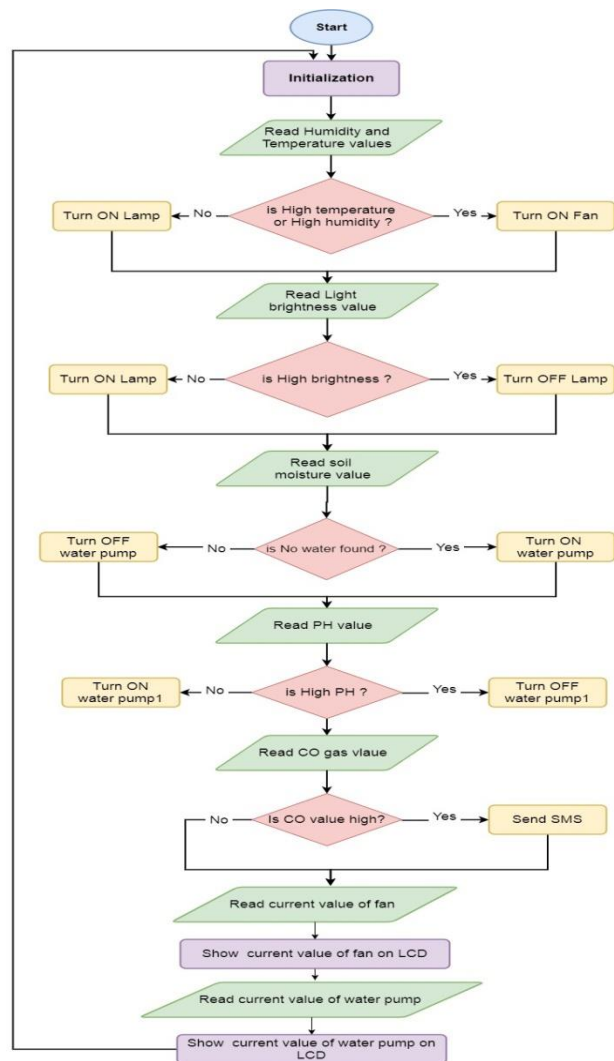 Start
Initialization
Read Humidity and
Temperature values
is High temperature
or High humidity ?
No
Yes
Turn ON Lamp
Turn ON Fan
Read Light
brightness value
is High brightness ?
No
Yes
Turn ON Lamp
Turn OFF Lamp
Read soil
moisture value
is No water found ?
No
Yes
Turn OFF
water pump
Turn ON
water pump
Read PH value
is High PH ?
No
Yes
Turn ON
water pump1
Turn OFF
water pump1
Read CO gas vlaue
Is CO value high?
No
Yes
Send SMS
Read current value of fan
Show current value of fan on LCD
Read current value of water pump
Show current value of water pump on
LCD